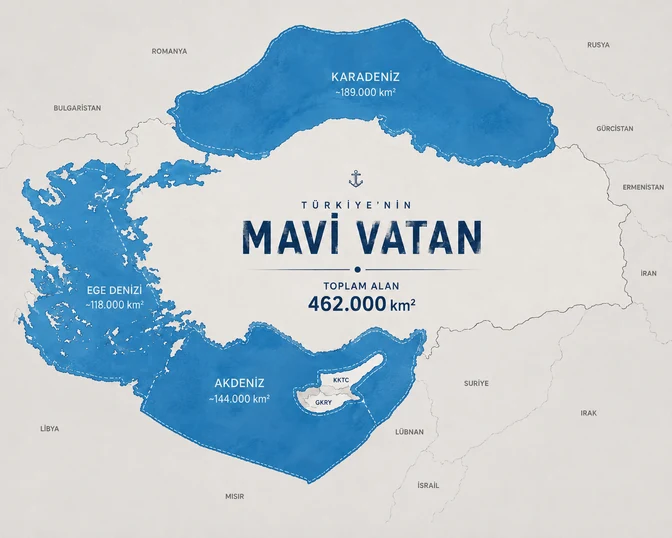 ROMANYA
RUSYA
KARADENİZ
~189.000 km²
BULGARİSTAN
GÜRCİSTAN
ERMENİSTAN
TÜRKİYE'NİN
MAVİ VATAN
İRAN
TOPLAM ALAN
462.000 km²
EGE DENİZİ
~118.000 km²
AKDENİZ
~144.000 km²
KKTC
GKRY
SURİYE
IRAK
LİBYA
LÜBNAN
İSRAİL
MISIR